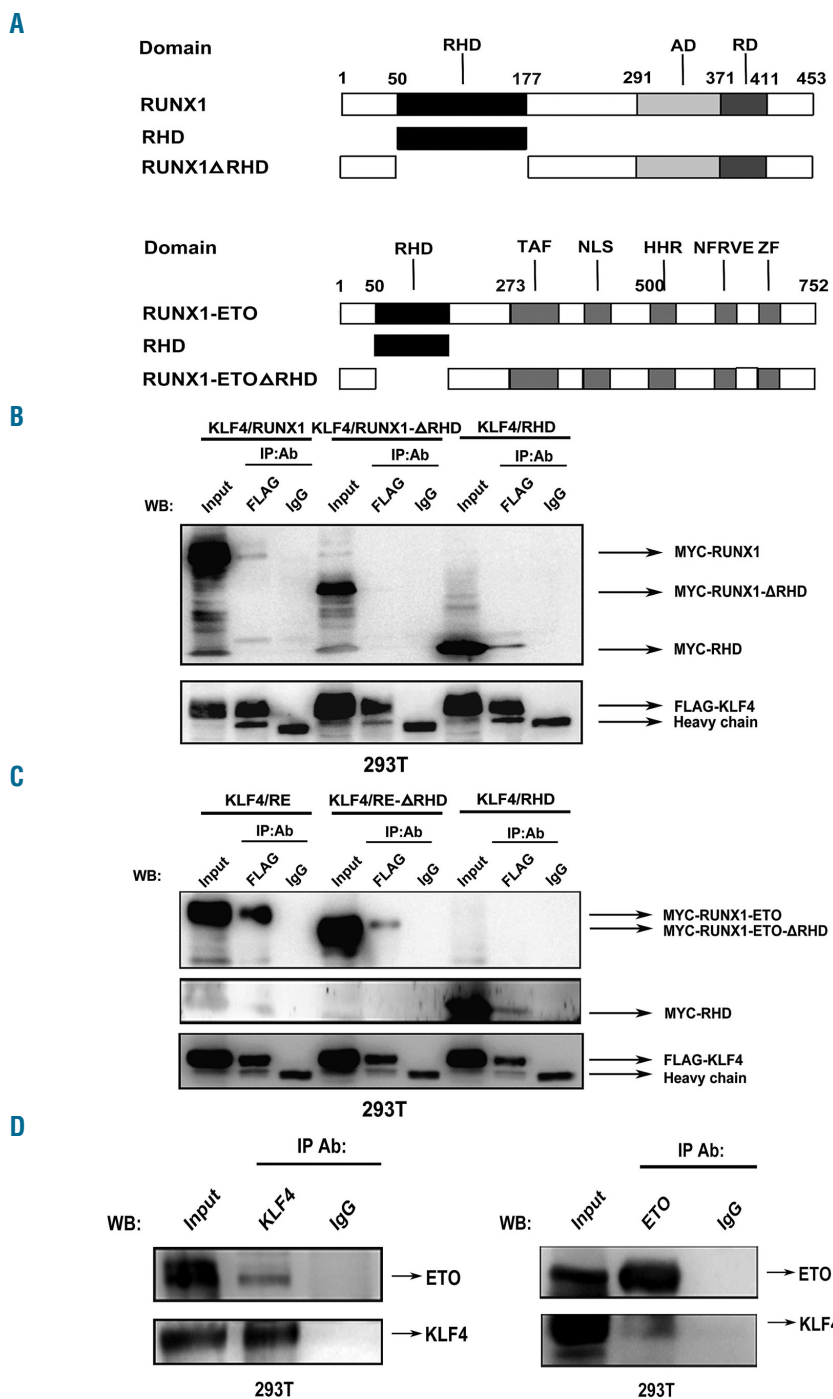 A
Domain RHD AD RD
1 50 177 291 371 411 453
RUNX1
RHD
RUNX1ΔRHD
Domain RHD TAF NLS HHR NFRVE ZF
1 50 273 500 752
RUNX1-ETO
RHD
RUNX1-ETOΔRHD
B
KLF4/RUNX1 KLF4/RUNX1-ΔRHD KLF4/RHD
IP:Ab IP:Ab IP:Ab
WB: Input FLAG IgG Input FLAG IgG Input FLAG IgG
MYC-RUNX1
MYC-RUNX1-ΔRHD
MYC-RHD
FLAG-KLF4
Heavy chain
293T
C
KLF4/RE KLF4/RE-ΔRHD KLF4/RHD
IP:Ab IP:Ab IP:Ab
WB: Input FLAG IgG Input FLAG IgG Input FLAG IgG
MYC-RUNX1-ETO
MYC-RUNX1-ETO-ΔRHD
MYC-RHD
FLAG-KLF4
Heavy chain
293T
D
IP Ab:
WB: Input KLF4 IgG
ETO
KLF4
293T
IP Ab:
WB: Input ETO IgG
ETO
KLF4
293T